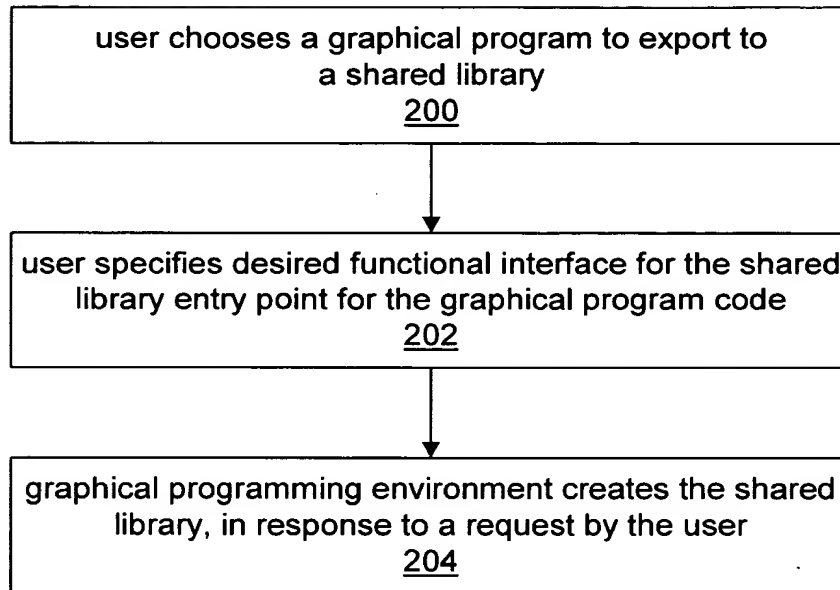 user chooses a graphical program to export to
a shared library
200
user specifies desired functional interface for the shared
library entry point for the graphical program code
202
graphical programming environment creates the shared
library, in response to a request by the user
204